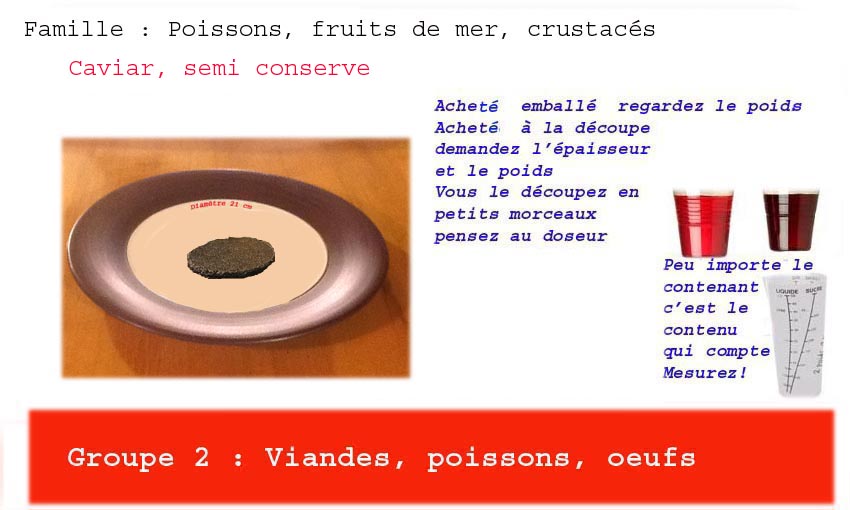 Famille : Poissons, fruits de mer, crustacés
Caviar, semi conserve
Acheté emballé regardez le poids
Acheté à la découpe
demandez l'épaisseur
et le poids
Vous le découpez en
petits morceaux
pensez au doseur
Diamètre 21 cm
Peu importe le
contenant
c'est le
contenu
qui compte
Mesurez!
LIQUIDE SUCRE
Groupe 2 : Viandes, poissons, oeufs